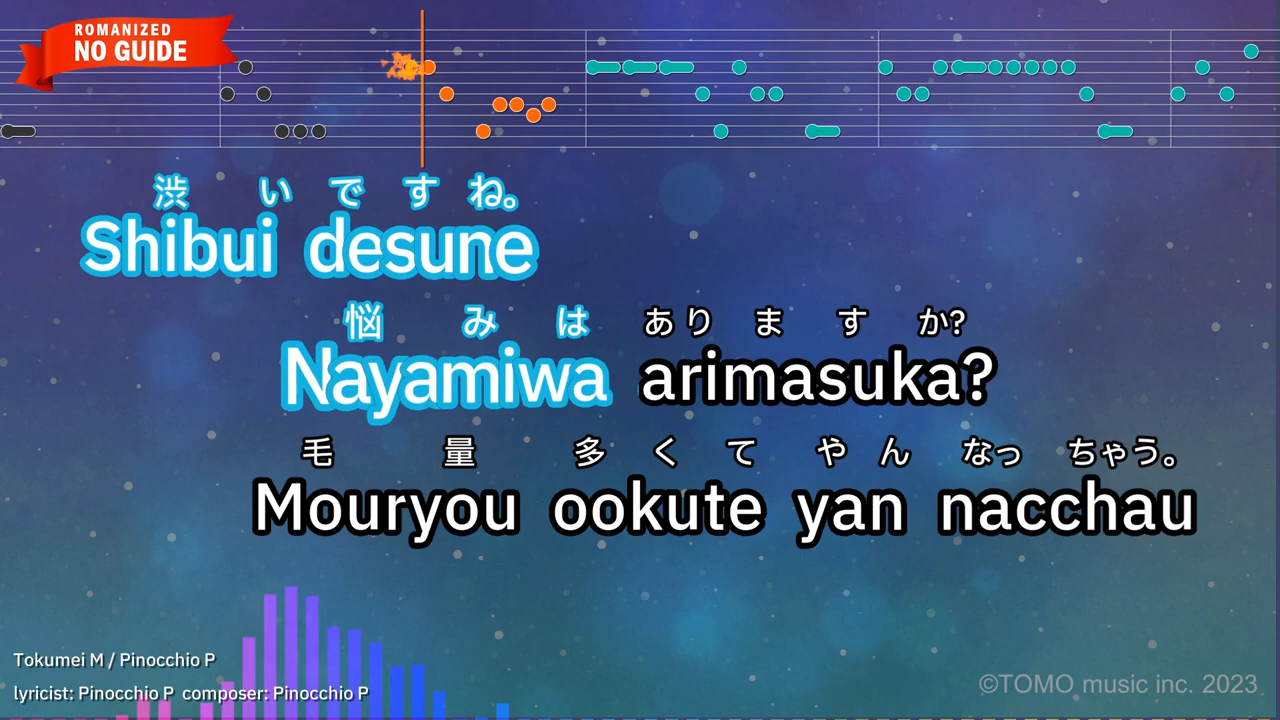 ROMANIZED
NO GUIDE
渋いですね。
Shibui desune
悩みは ありますか?
Nayamiwa arimasuka?
毛量多くてやんなっちゃう。
Mouryou ookute yan nacchau
Tokumei M / Pinocchio P
lyricist: Pinocchio P composer: Pinocchio P
©TOMO music inc. 2023